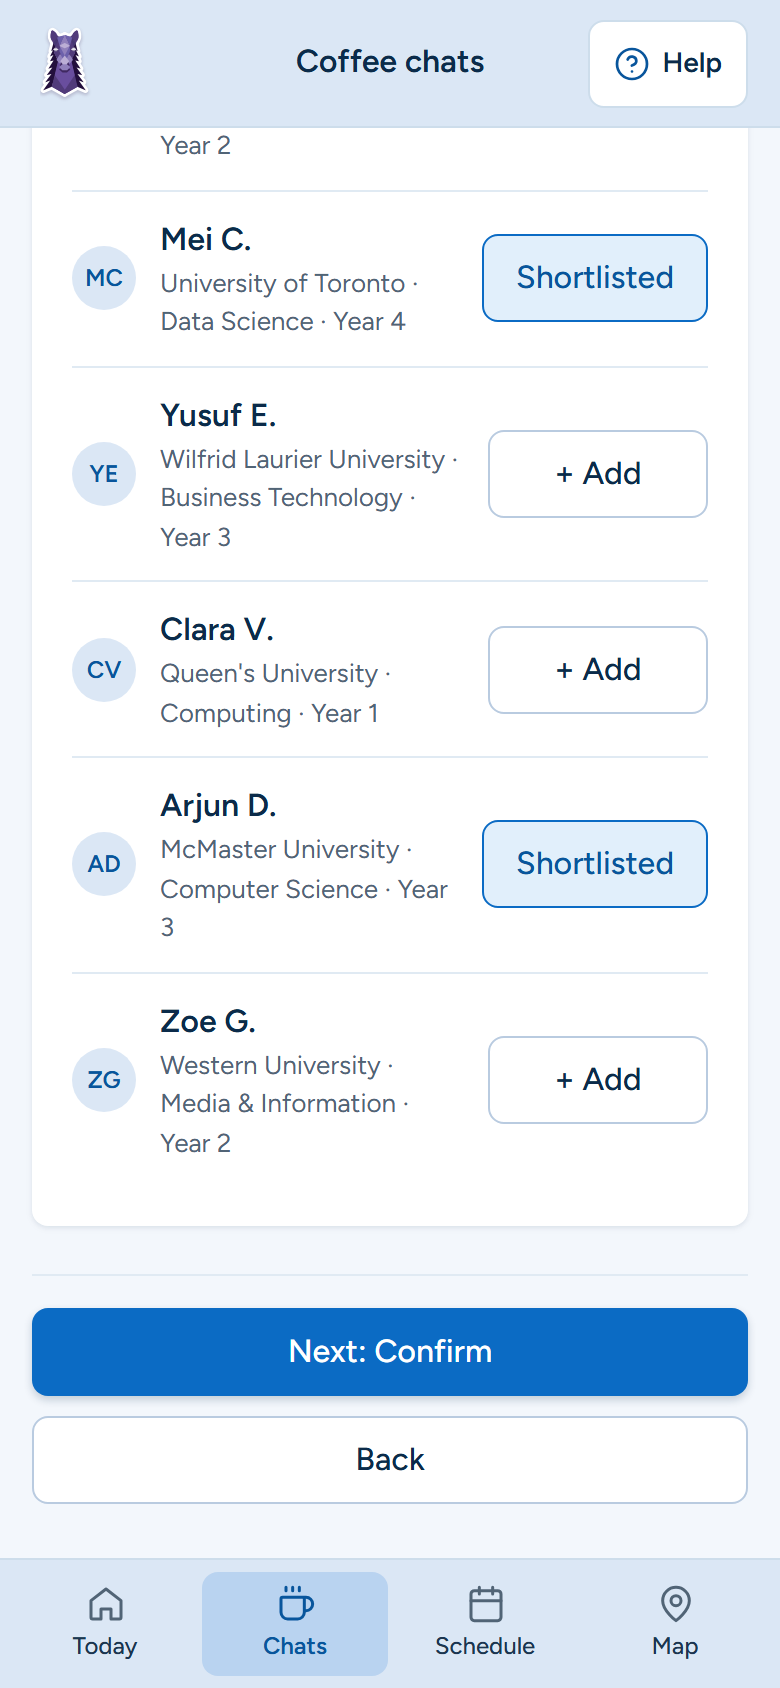 Coffee chats
Help
Year 2
MC
Mei C.
University of Toronto ·
Data Science · Year 4
Shortlisted
YE
Yusuf E.
Wilfrid Laurier University ·
Business Technology ·
Year 3
+ Add
CV
Clara V.
Queen's University ·
Computing · Year 1
+ Add
AD
Arjun D.
McMaster University ·
Computer Science · Year
3
Shortlisted
ZG
Zoe G.
Western University ·
Media & Information ·
Year 2
+ Add
Next: Confirm
Back
Today
Chats
Schedule
Map